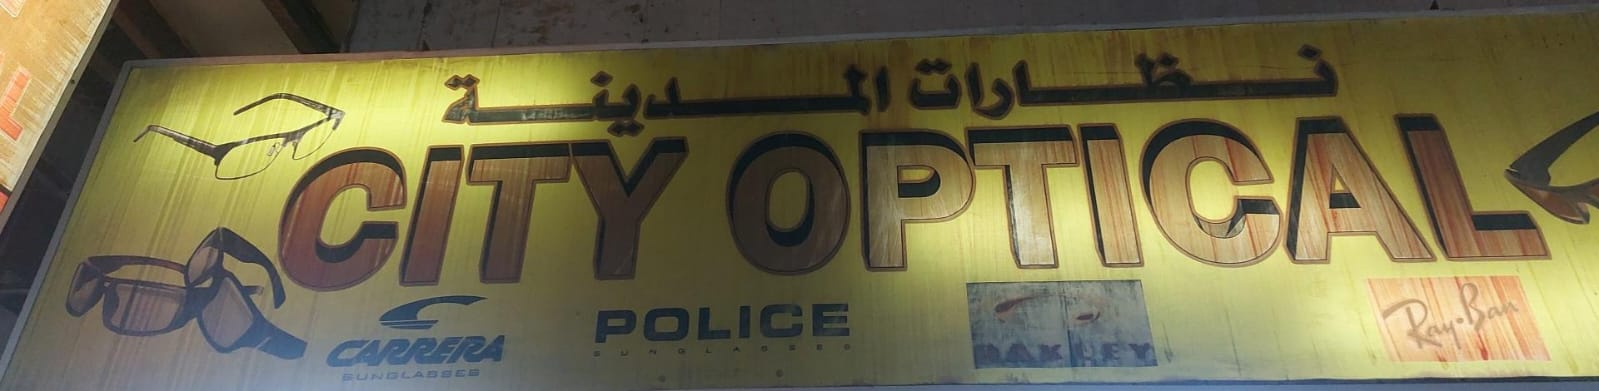 نظارات المدينة
CITY OPTICAL
CARRERA
SUNGLASSES
POLICE
SUNGLASSES
OAKLEY
Ray-Ban